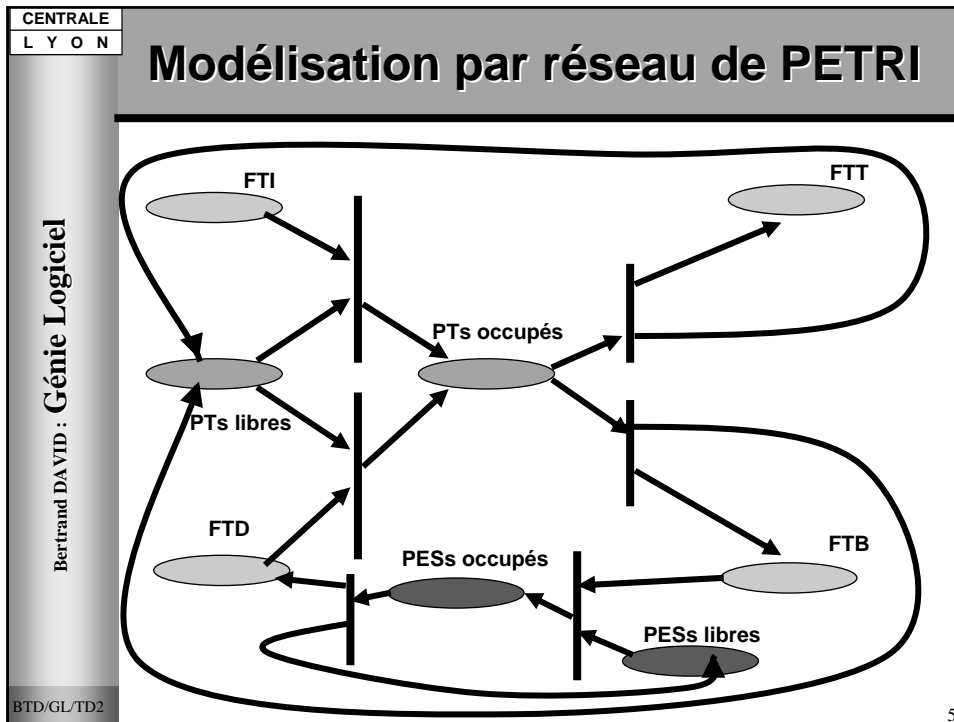 CENTRALE
L Y O N
Modélisation par réseau de PETRI
Bertrand DAVID : Génie Logiciel
FTI
FTT
PTs occupés
PTs libres
FTD
PESs occupés
FTB
PESs libres
BTD/GL/TD2
5